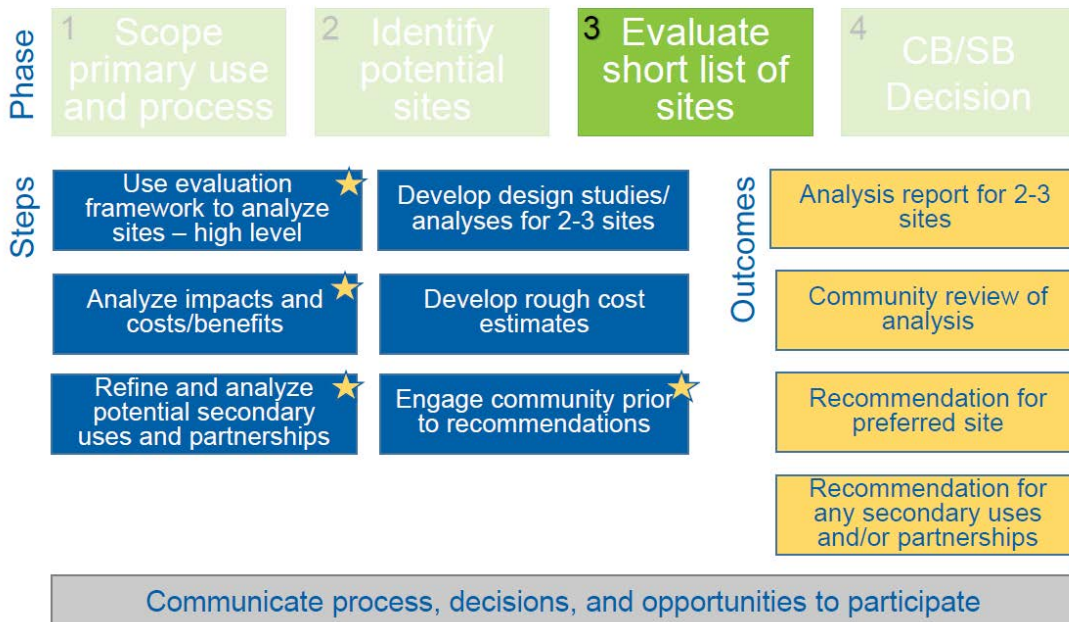 Phase
1 Scope
primary use
and process
2 Identify
potential
sites
3 Evaluate
short list of
sites
4
CB/SB
Decision
Steps
Use evaluation
framework to analyze
sites – high level
Develop design studies/
analyses for 2-3 sites
Analyze impacts and
costs/benefits
Develop rough cost
estimates
Refine and analyze
potential secondary
uses and partnerships
Engage community prior
to recommendations
Outcomes
Analysis report for 2-3
sites
Community review of
analysis
Recommendation for
preferred site
Recommendation for
any secondary uses
and/or partnerships
Communicate process, decisions, and opportunities to participate